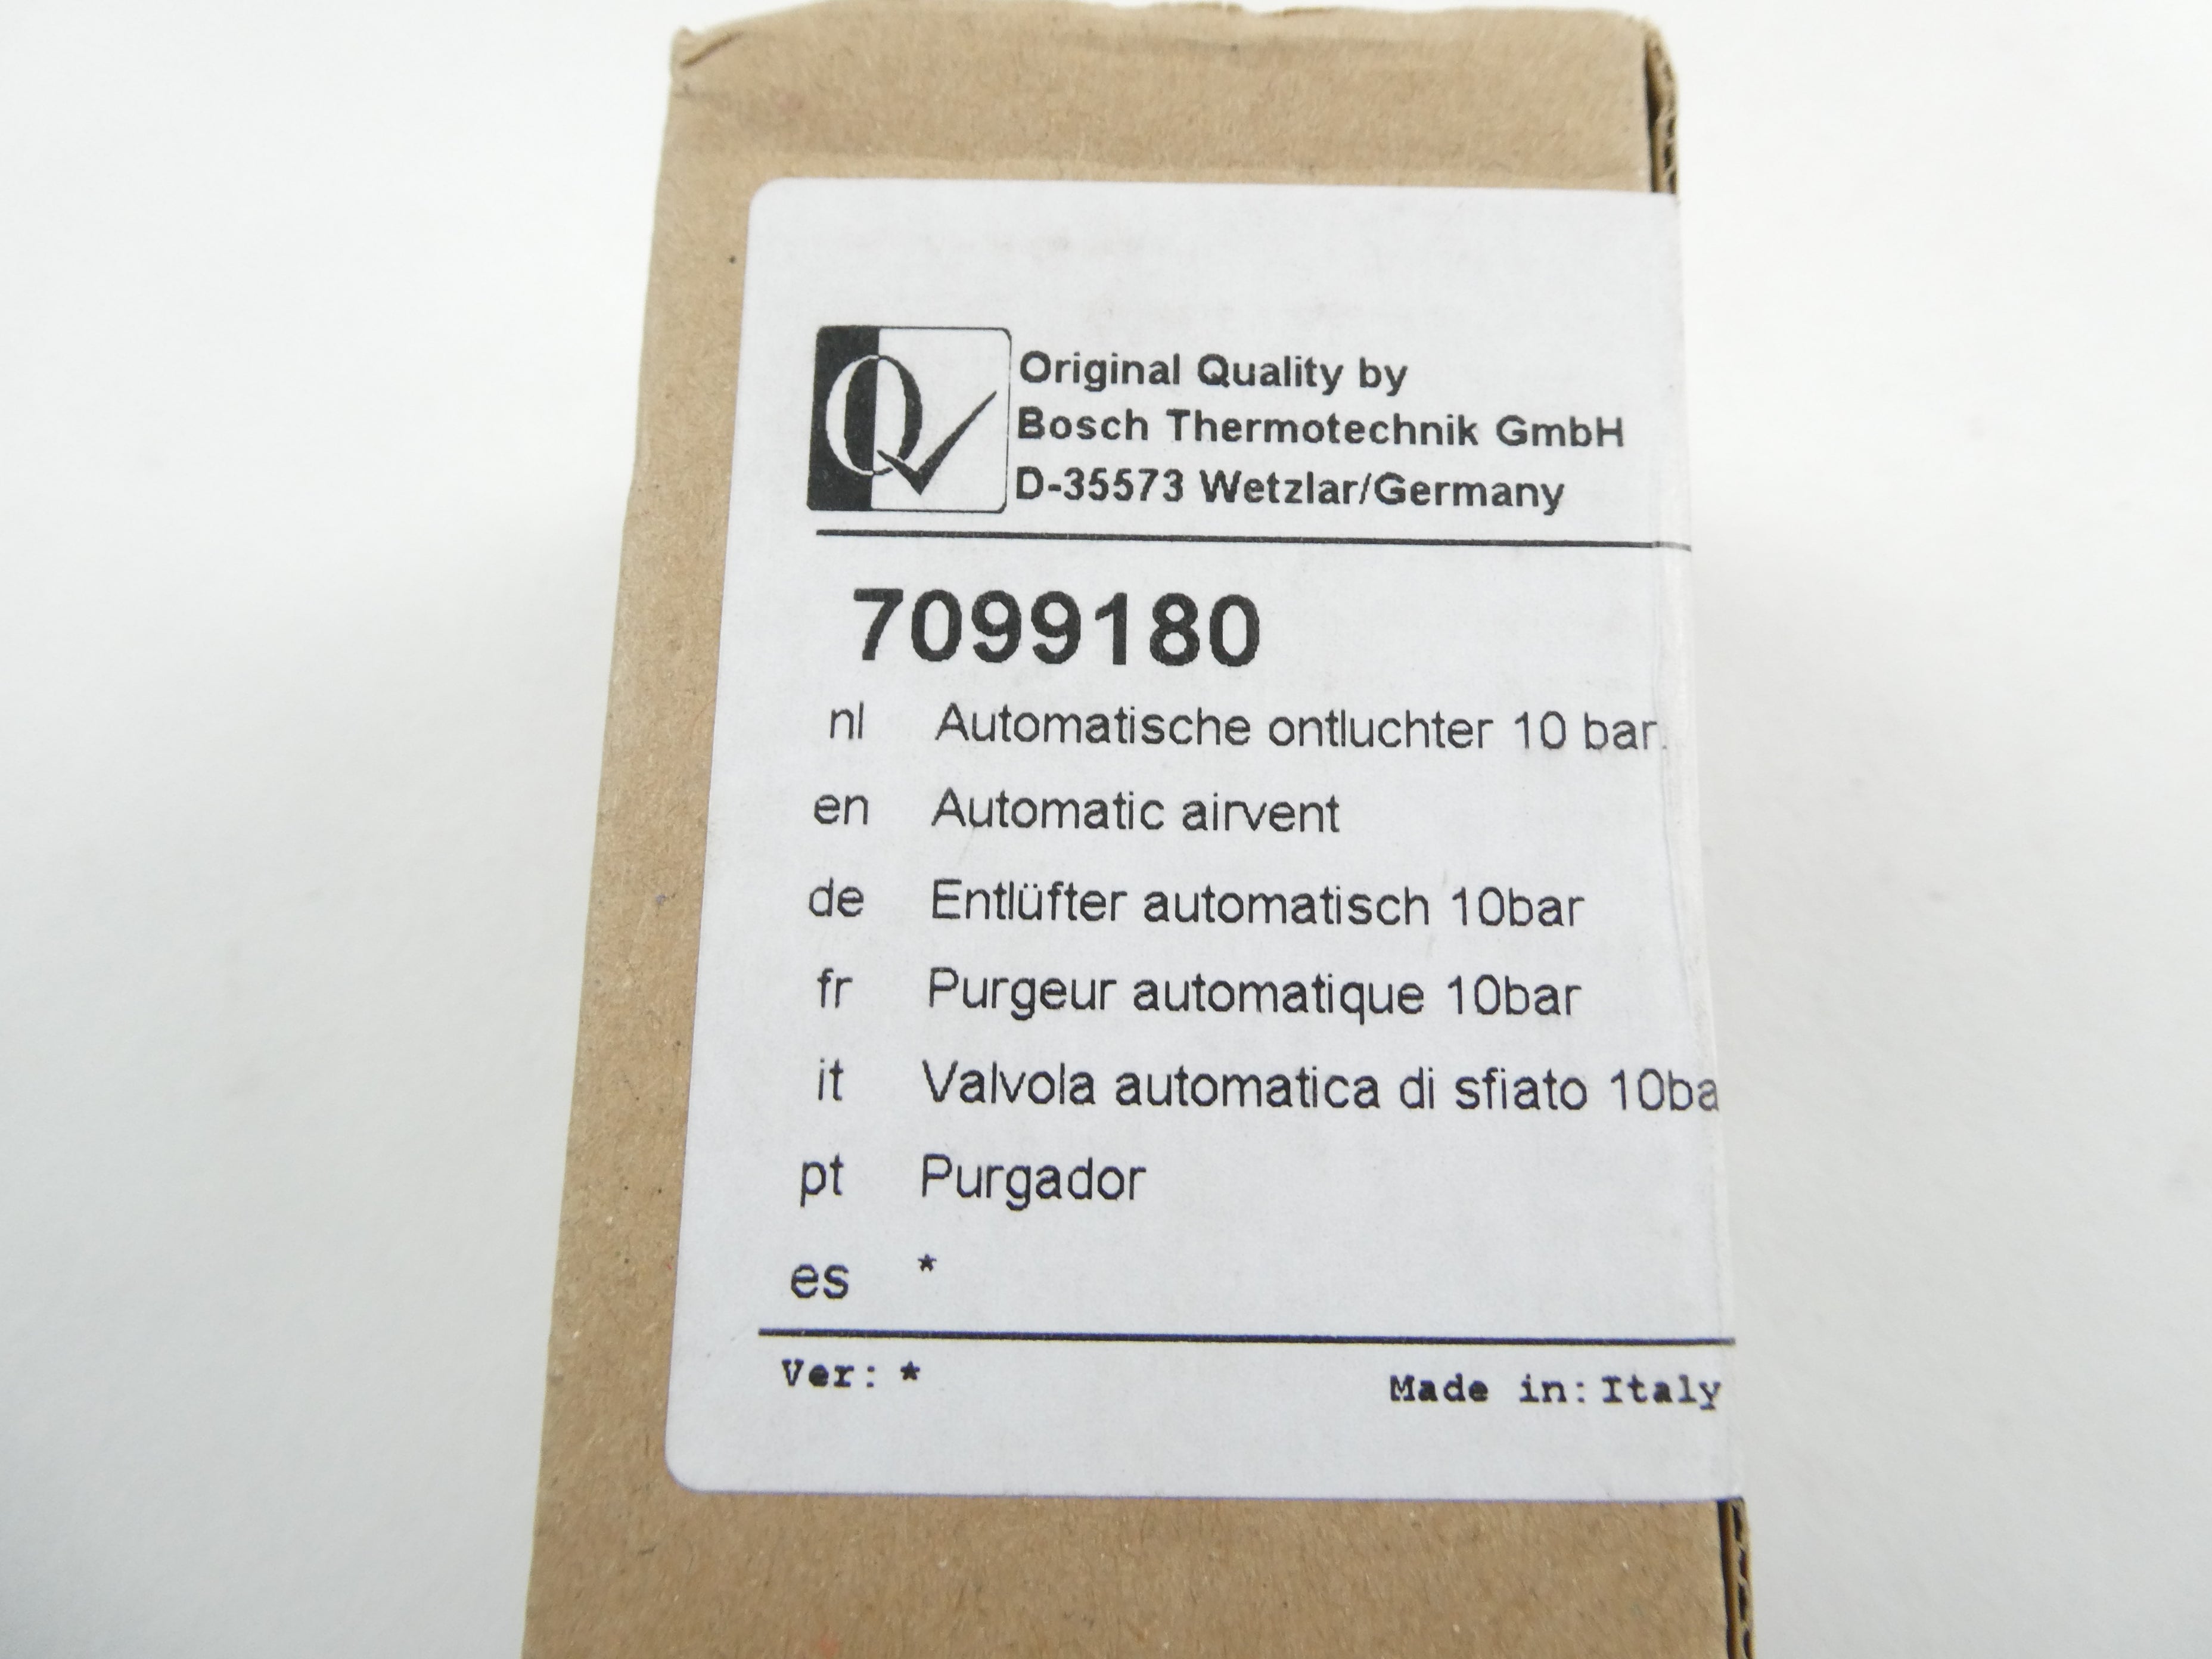 Original Quality by
Bosch Thermotechnik GmbH
D-35573 Wetzlar/Germany
7099180
nl Automatische ontluchter 10 bar.
en Automatic airvent
de Entlüfter automatisch 10bar
fr Purgeur automatique 10bar
it Valvola automatica di sfiato 10ba
pt Purgador
es *
Ver: * Made in:Italy